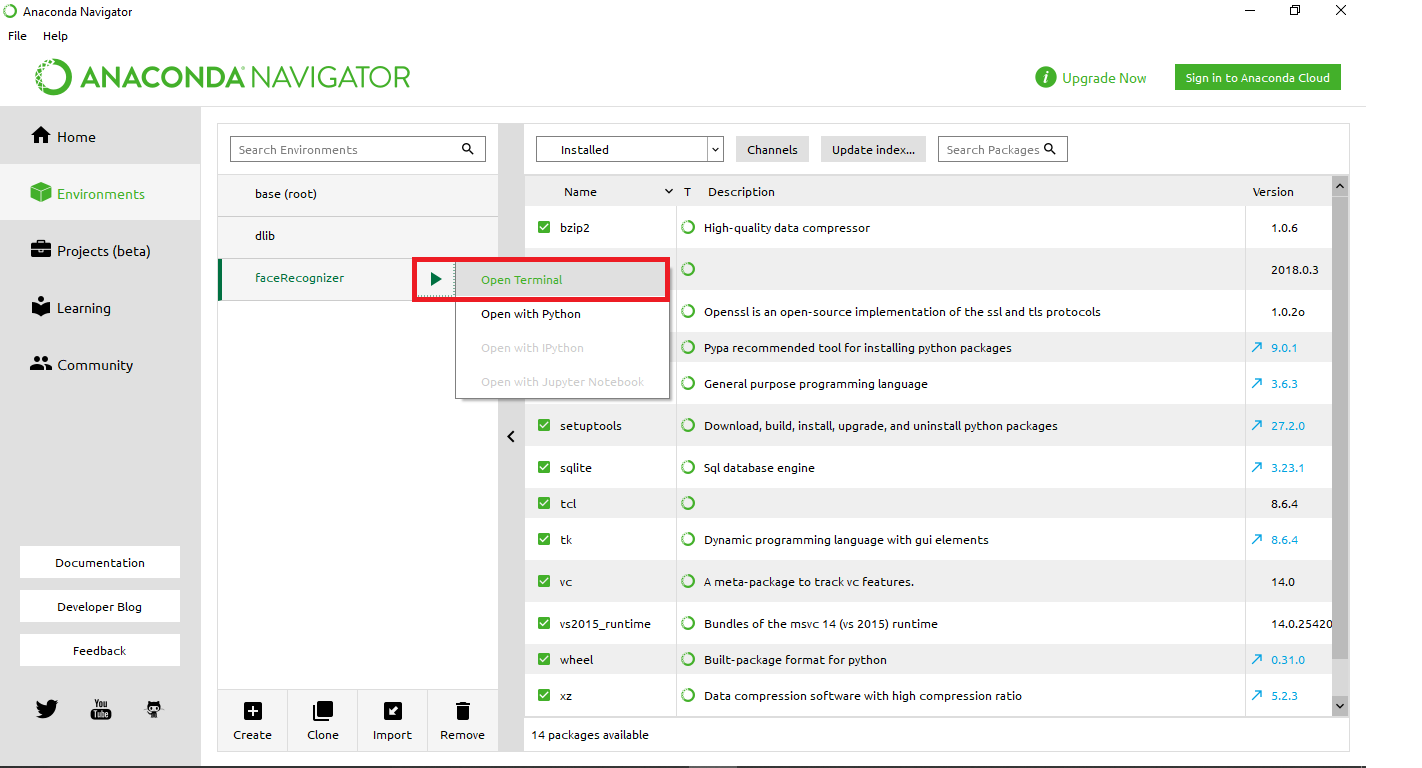 Anaconda Navigator
File Help
ANACONDA NAVIGATOR
i Upgrade Now
Sign in to Anaconda Cloud
Home
Environments
Projects (beta)
Learning
Community
Documentation
Developer Blog
Feedback
You Tube
Search Environments
base (root)
dlib
faceRecognizer
Open Terminal
Open with Python
Open with IPython
Open with Jupyter Notebook
Create Clone Import Remove
Installed Channels Update index... Search Packages
Name T Description Version
bzip2 High-quality data compressor 1.0.6
2018.0.3
Openssl is an open-source implementation of the ssl and tls protocols 1.0.2o
Pypa recommended tool for installing python packages 9.0.1
General purpose programming language 3.6.3
setuptools Download, build, install, upgrade, and uninstall python packages 27.2.0
sqlite Sql database engine 3.23.1
tcl 8.6.4
tk Dynamic programming language with gui elements 8.6.4
vc A meta-package to track vc features. 14.0
vs2015_runtime Bundles of the msvc 14 (vs 2015) runtime 14.0.25420
wheel Built-package format for python 0.31.0
xz Data compression software with high compression ratio 5.2.3
14 packages available